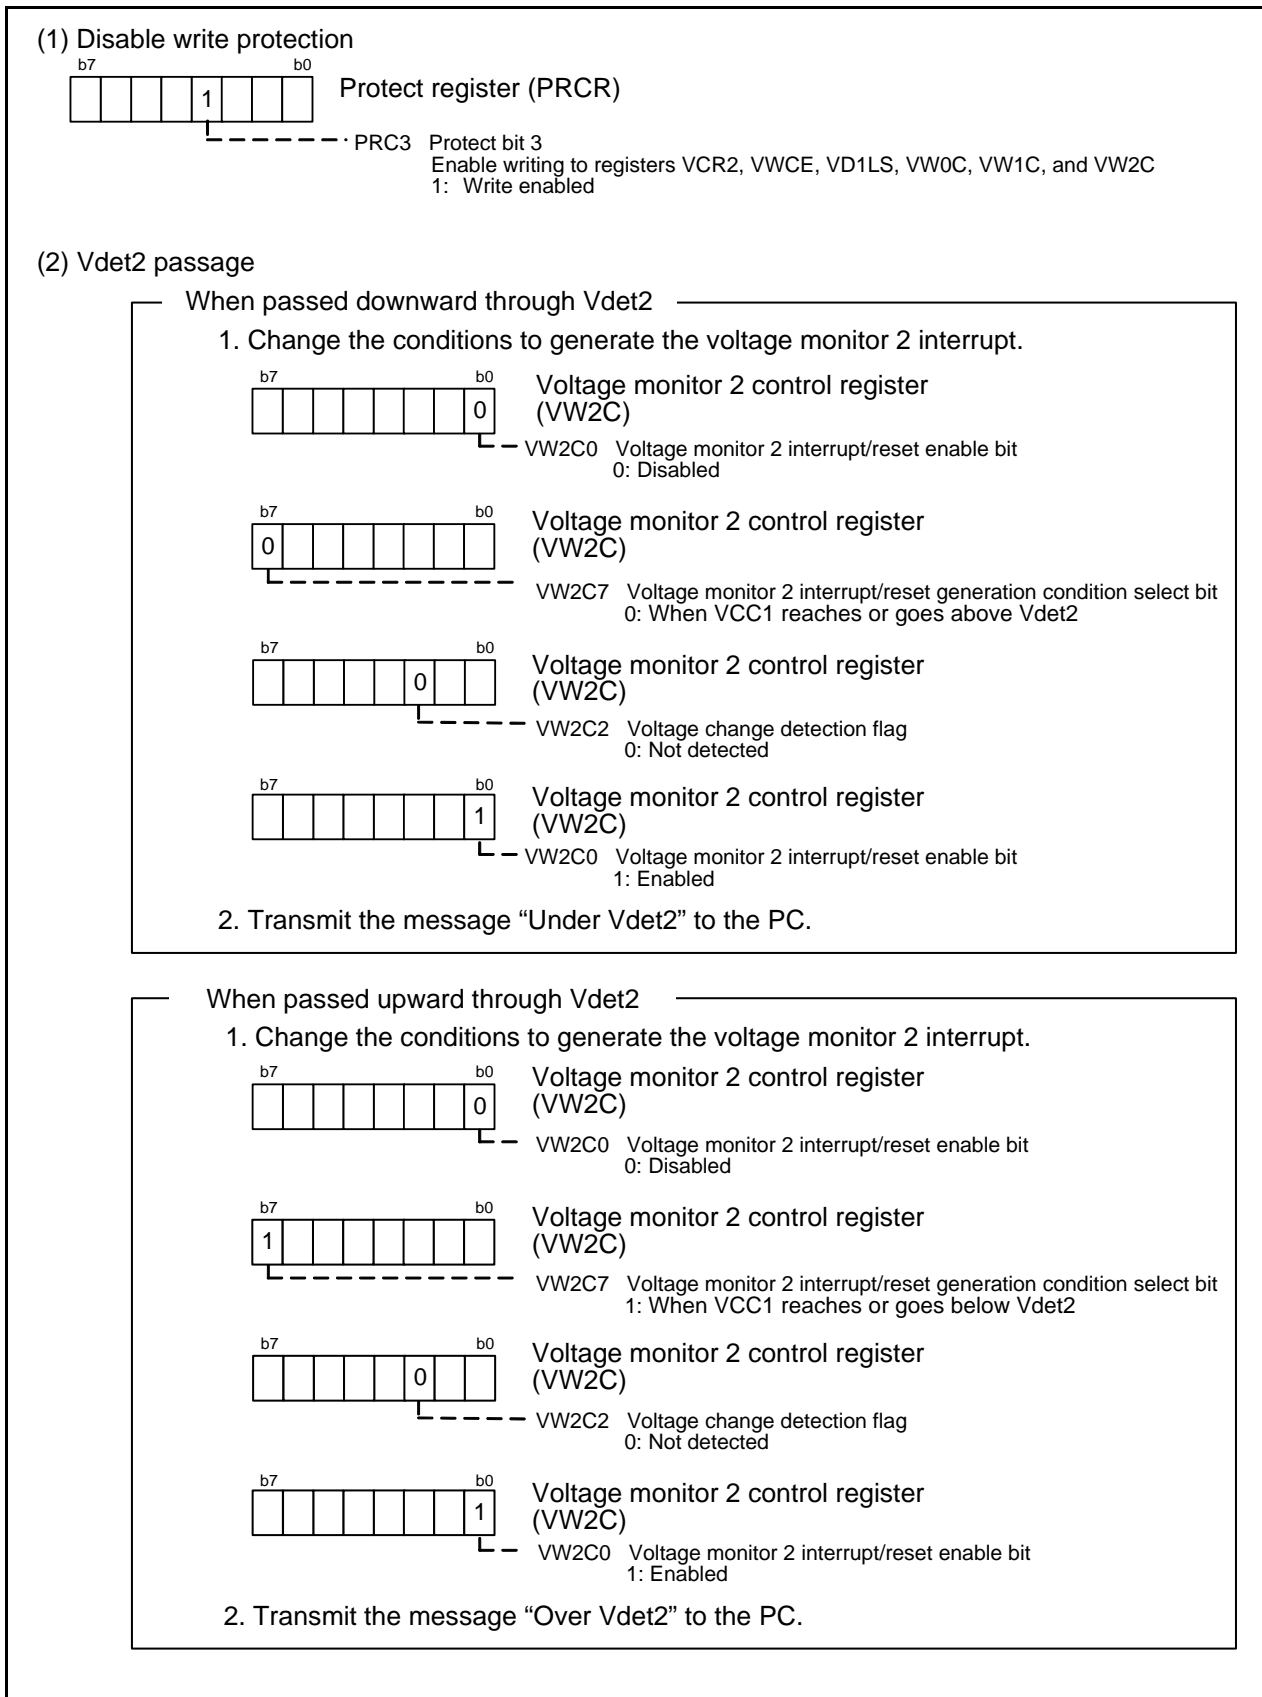 (1) Disable write protection
b7 b0
1
Protect register (PRCR)
PRC3 Protect bit 3
Enable writing to registers VCR2, VWCE, VD1LS, VW0C, VW1C, and VW2C
1: Write enabled
(2) Vdet2 passage
When passed downward through Vdet2
1. Change the conditions to generate the voltage monitor 2 interrupt.
b7 b0
0
Voltage monitor 2 control register
(VW2C)
VW2C0 Voltage monitor 2 interrupt/reset enable bit
0: Disabled
b7 b0
0
Voltage monitor 2 control register
(VW2C)
VW2C7 Voltage monitor 2 interrupt/reset generation condition select bit
0: When VCC1 reaches or goes above Vdet2
b7 b0
0
Voltage monitor 2 control register
(VW2C)
VW2C2 Voltage change detection flag
0: Not detected
b7 b0
1
Voltage monitor 2 control register
(VW2C)
VW2C0 Voltage monitor 2 interrupt/reset enable bit
1: Enabled
2. Transmit the message “Under Vdet2” to the PC.
When passed upward through Vdet2
1. Change the conditions to generate the voltage monitor 2 interrupt.
b7 b0
0
Voltage monitor 2 control register
(VW2C)
VW2C0 Voltage monitor 2 interrupt/reset enable bit
0: Disabled
b7 b0
1
Voltage monitor 2 control register
(VW2C)
VW2C7 Voltage monitor 2 interrupt/reset generation condition select bit
1: When VCC1 reaches or goes below Vdet2
b7 b0
0
Voltage monitor 2 control register
(VW2C)
VW2C2 Voltage change detection flag
0: Not detected
b7 b0
1
Voltage monitor 2 control register
(VW2C)
VW2C0 Voltage monitor 2 interrupt/reset enable bit
1: Enabled
2. Transmit the message “Over Vdet2” to the PC.